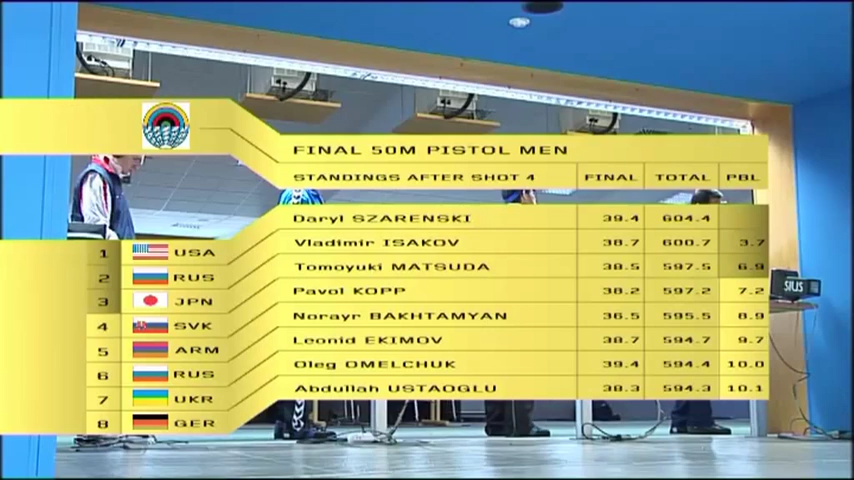 FINAL 50M PISTOL MEN
STANDINGS AFTER SHOT 4 FINAL TOTAL PBL
1 USA Daryl SZARENSKI 39.4 604.4
2 RUS Vladimir ISAKOV 38.7 600.7 3.7
3 JPN Tomoyuki MATSUDA 38.5 597.5 6.9
4 SVK Pavol KOPP 38.2 597.2 7.2
5 ARM Norayr BAKHTAMYAN 36.5 595.5 8.9
6 RUS Leonid EKIMOV 38.7 594.7 9.7
7 UKR Oleg OMELCHUK 39.4 594.4 10.0
8 GER Abdullah USTAOGLU 38.3 594.3 10.1
SIUS